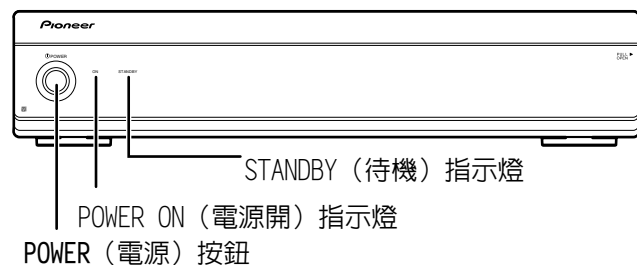 Pioneer
POWER
ON STANDBY
PULL ▶
OPEN
STANDBY（待機）指示燈
POWER ON（電源開）指示燈
POWER（電源）按鈕